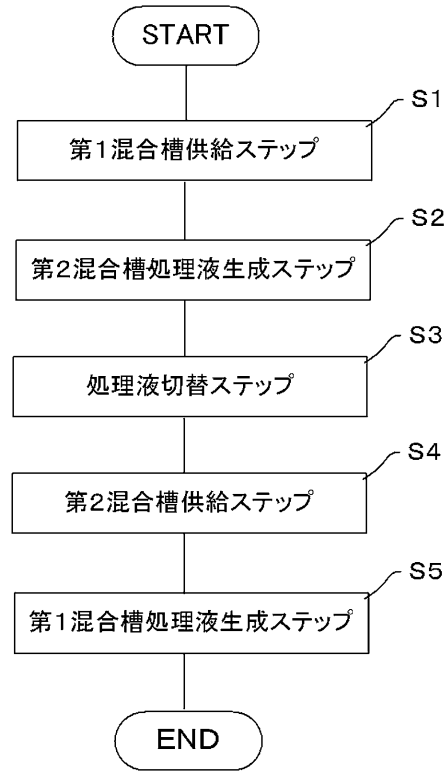 START
S1
第1混合槽供給ステップ
S2
第2混合槽処理液生成ステップ
S3
処理液切替ステップ
S4
第2混合槽供給ステップ
S5
第1混合槽処理液生成ステップ
END